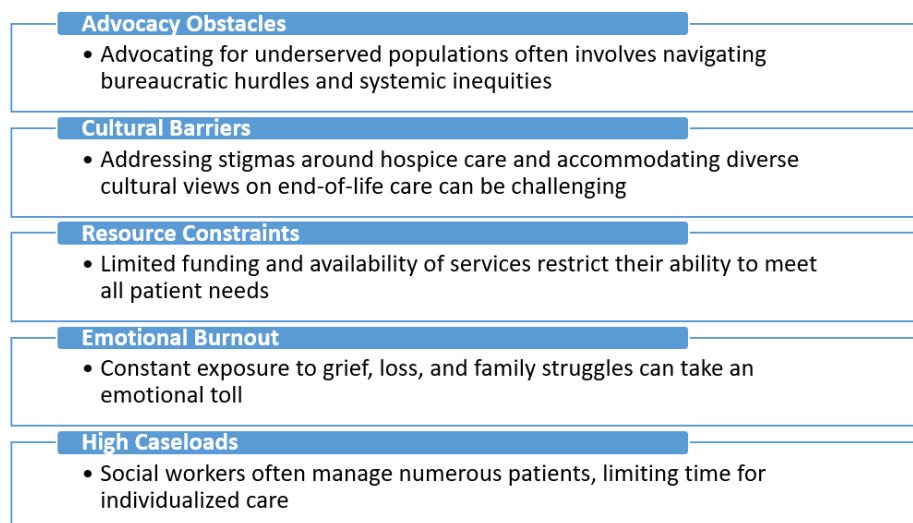 Advocacy Obstacles
• Advocating for underserved populations often involves navigating
bureaucratic hurdles and systemic inequities
Cultural Barriers
• Addressing stigmas around hospice care and accommodating diverse
cultural views on end-of-life care can be challenging
Resource Constraints
• Limited funding and availability of services restrict their ability to meet
all patient needs
Emotional Burnout
• Constant exposure to grief, loss, and family struggles can take an
emotional toll
High Caseloads
• Social workers often manage numerous patients, limiting time for
individualized care